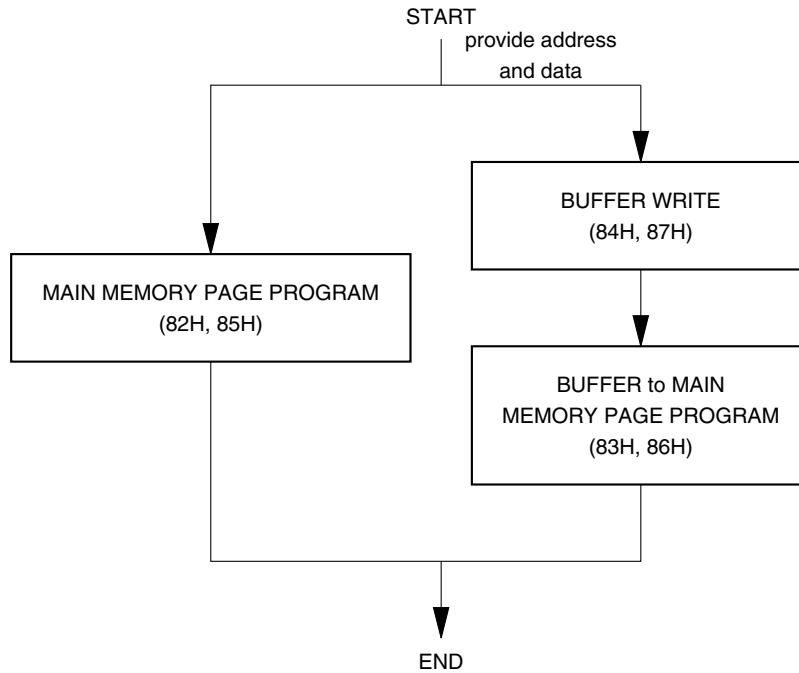 START
provide address
and data
BUFFER WRITE
(84H, 87H)
MAIN MEMORY PAGE PROGRAM
(82H, 85H)
BUFFER to MAIN
MEMORY PAGE PROGRAM
(83H, 86H)
END